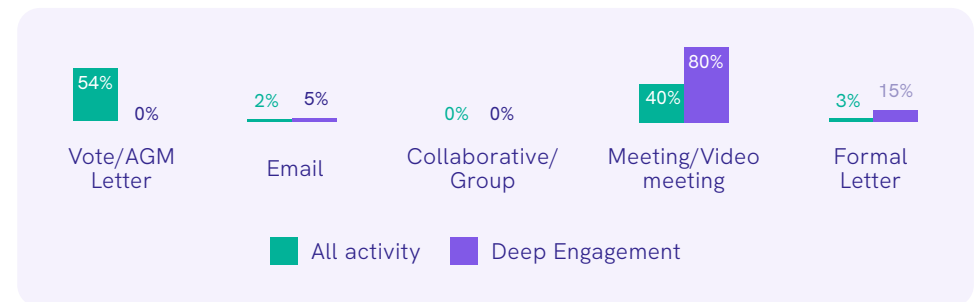 54% 0%
2% 5%
0% 0%
40% 80%
3% 15%
Vote/AGM
Letter
Email
Collaborative/
Group
Meeting/Video
meeting
Formal
Letter
All activity Deep Engagement